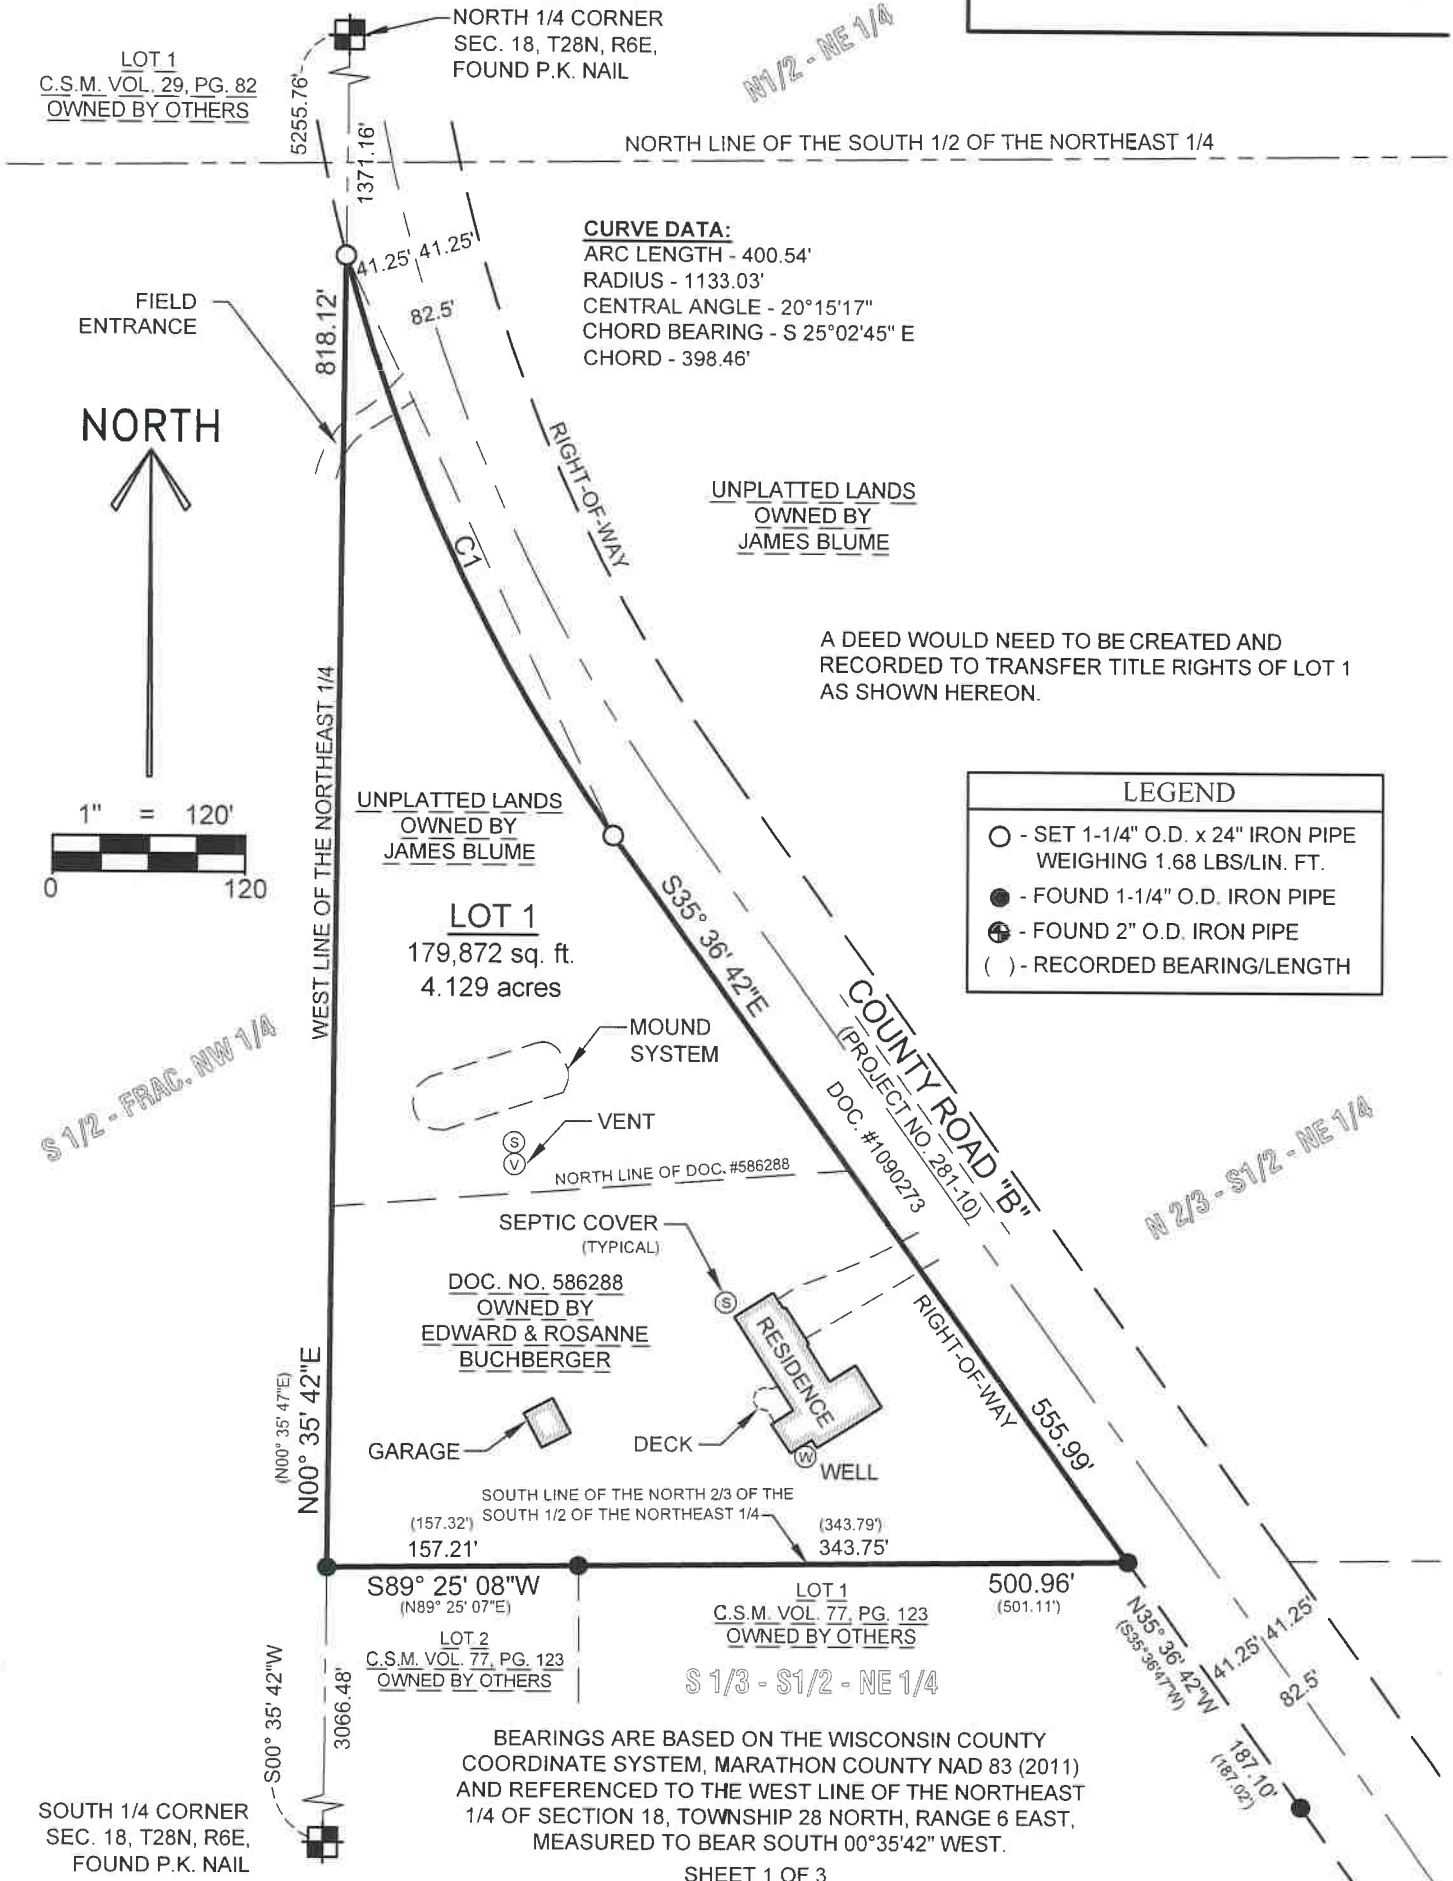 NORTH 1/4 CORNER
SEC. 18, T28N, R6E,
FOUND P.K. NAIL
N1/2 - NE 1/4
LOT 1
C.S.M. VOL. 29, PG. 82
OWNED BY OTHERS
5255.76'
1371.16'
NORTH LINE OF THE SOUTH 1/2 OF THE NORTHEAST 1/4
CURVE DATA:
ARC LENGTH - 400.54'
RADIUS - 1133.03'
CENTRAL ANGLE - 20°15'17"
CHORD BEARING - S 25°02'45" E
CHORD - 398.46'
41.25' 41.25'
82.5'
FIELD
ENTRANCE
818.12'
NORTH
RIGHT-OF-WAY
UNPLATTED LANDS
OWNED BY
JAMES BLUME
C1
A DEED WOULD NEED TO BE CREATED AND
RECORDED TO TRANSFER TITLE RIGHTS OF LOT 1
AS SHOWN HEREON.
WEST LINE OF THE NORTHEAST 1/4
1" = 120'
0 120
UNPLATTED LANDS
OWNED BY
JAMES BLUME
LEGEND
- SET 1-1/4" O.D. x 24" IRON PIPE
WEIGHING 1.68 LBS/LIN. FT.
- FOUND 1-1/4" O.D. IRON PIPE
- FOUND 2" O.D. IRON PIPE
( ) - RECORDED BEARING/LENGTH
LOT 1
179,872 sq. ft.
4.129 acres
S35° 36' 42"E
COUNTY ROAD "B"
(PROJECT NO. 281-10)
DOC. #1090273
S 1/2 - FRAC. NW 1/4
MOUND
SYSTEM
VENT
S
V
N 2/3 - S1/2 - NE 1/4
NORTH LINE OF DOC. #586288
SEPTIC COVER
(TYPICAL)
S
DOC. NO. 586288
OWNED BY
EDWARD & ROSANNE
BUCHBERGER
RESIDENCE
RIGHT-OF-WAY
555.99'
N00° 35' 42"E
(N00° 35' 47"E)
GARAGE
DECK
W
WELL
SOUTH LINE OF THE NORTH 2/3 OF THE
SOUTH 1/2 OF THE NORTHEAST 1/4
(157.32')
157.21'
(343.79')
343.75'
S89° 25' 08"W
(N89° 25' 07"E)
500.96'
(501.11')
LOT 1
C.S.M. VOL. 77, PG. 123
OWNED BY OTHERS
LOT 2
C.S.M. VOL. 77, PG. 123
OWNED BY OTHERS
N35° 36' 42"W
(S35°36'47"W)
41.25' 41.25'
82.5'
187.10'
(187.02')
S 1/3 - S1/2 - NE 1/4
S00° 35' 42"W
3066.48'
BEARINGS ARE BASED ON THE WISCONSIN COUNTY
COORDINATE SYSTEM, MARATHON COUNTY NAD 83 (2011)
AND REFERENCED TO THE WEST LINE OF THE NORTHEAST
1/4 OF SECTION 18, TOWNSHIP 28 NORTH, RANGE 6 EAST,
MEASURED TO BEAR SOUTH 00°35'42" WEST.
SOUTH 1/4 CORNER
SEC. 18, T28N, R6E,
FOUND P.K. NAIL
SHEET 1 OF 3